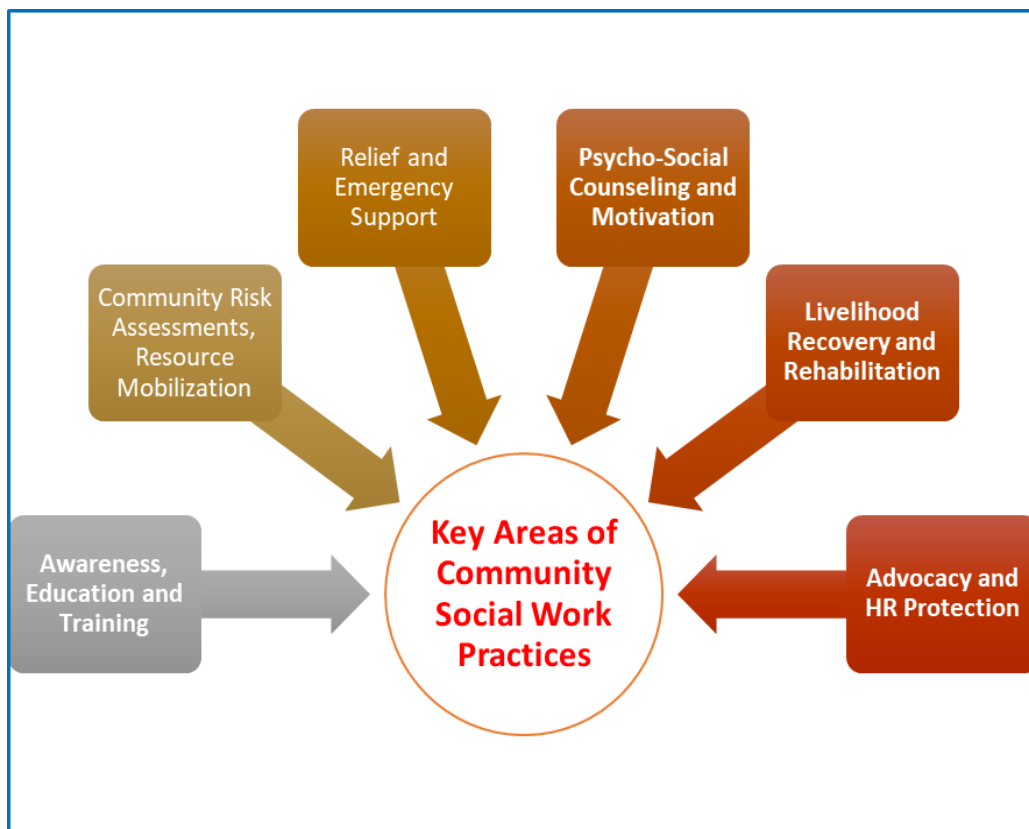 Relief and
Emergency
Support
Psycho-Social
Counseling and
Motivation
Community Risk
Assessments,
Resource
Mobilization
Livelihood
Recovery and
Rehabilitation
Awareness,
Education and
Training
Key Areas of
Community
Social Work
Practices
Advocacy and
HR Protection